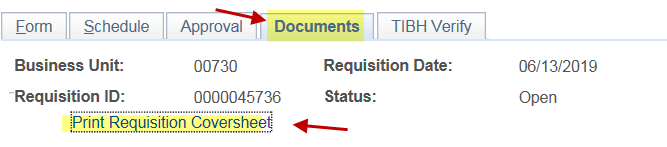 Form Schedule Approval Documents TIBH Verify
Business Unit: 00730 Requisition Date: 06/13/2019
Requisition ID: 0000045736 Status: Open
Print Requisition Coversheet